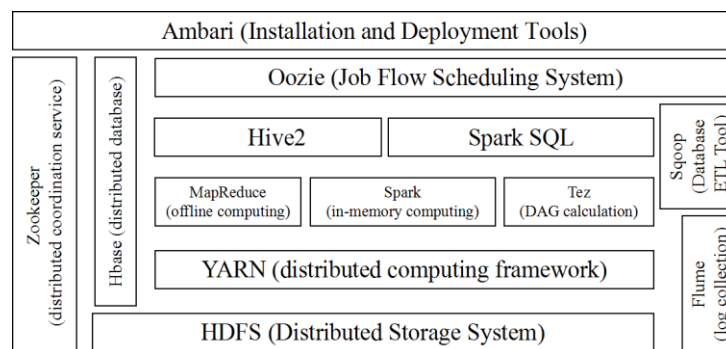 Ambari (Installation and Deployment Tools)
Zookeeper
(distributed coordination service)
Hbase (distributed database)
Oozie (Job Flow Scheduling System)
Hive2
Spark SQL
Sqoop
(Database
ETL Tool)
MapReduce
(offline computing)
Spark
(in-memory computing)
Tez
(DAG calculation)
YARN (distributed computing framework)
Flume
(log collection)
HDFS (Distributed Storage System)